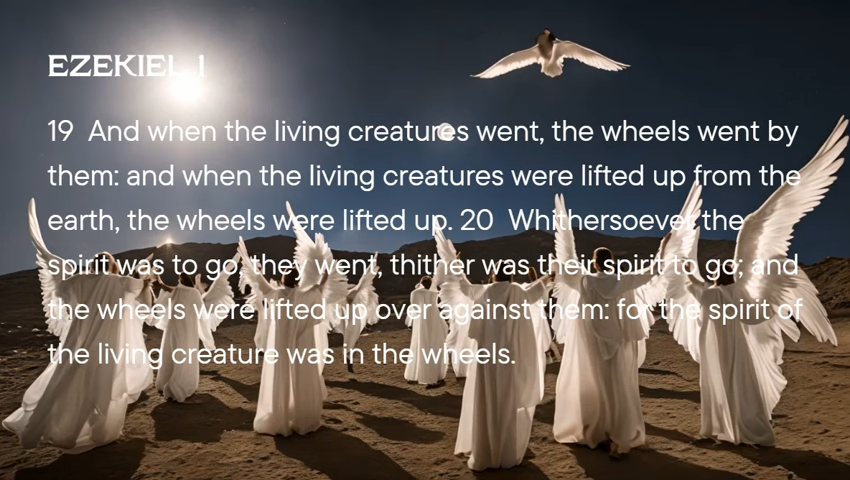 EZEKIEL 1
19 And when the living creatures went, the wheels went by
them: and when the living creatures were lifted up from the
earth, the wheels were lifted up. 20 Whithersoever the
spirit was to go, they went, thither was their spirit to go; and
the wheels were lifted up over against them: for the spirit of
the living creature was in the wheels.